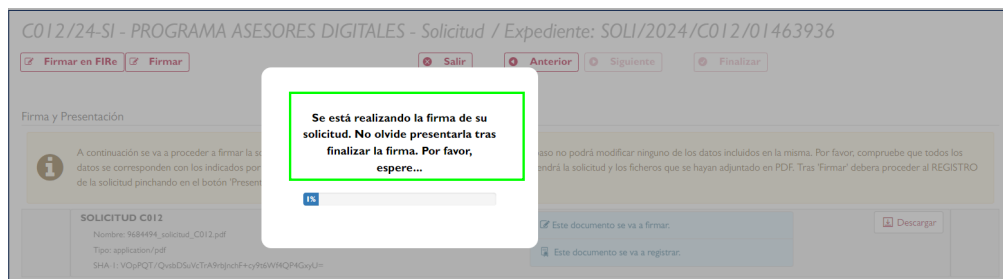 C012/24-SI - PROGRAMA ASESORES DIGITALES - Solicitud / Expediente: SOLI/2024/C012/01463936
Firmar en FIRe Firmar Salir Anterior Siguiente Finalizar
Firma y Presentación
Se está realizando la firma de su
solicitud. No olvide presentarla tras
finalizar la firma. Por favor,
espere...
1%
A continuación se va a proceder a firmar la so
aso no podrá modificar ninguno de los datos incluidos en la misma. Por favor, compruebe que todos los
datos se corresponden con los indicados por
endrá la solicitud y los ficheros que se hayan adjuntado en PDF. Tras 'Firmar' debera proceder al REGISTRO
de la solicitud pinchando en el botón 'Presen
SOLICITUD C012
Nombre: 9684494_solicitud_C012.pdf
Tipo: application/pdf
Este documento se va a firmar.
Este documento se va a registrar.
Descargar